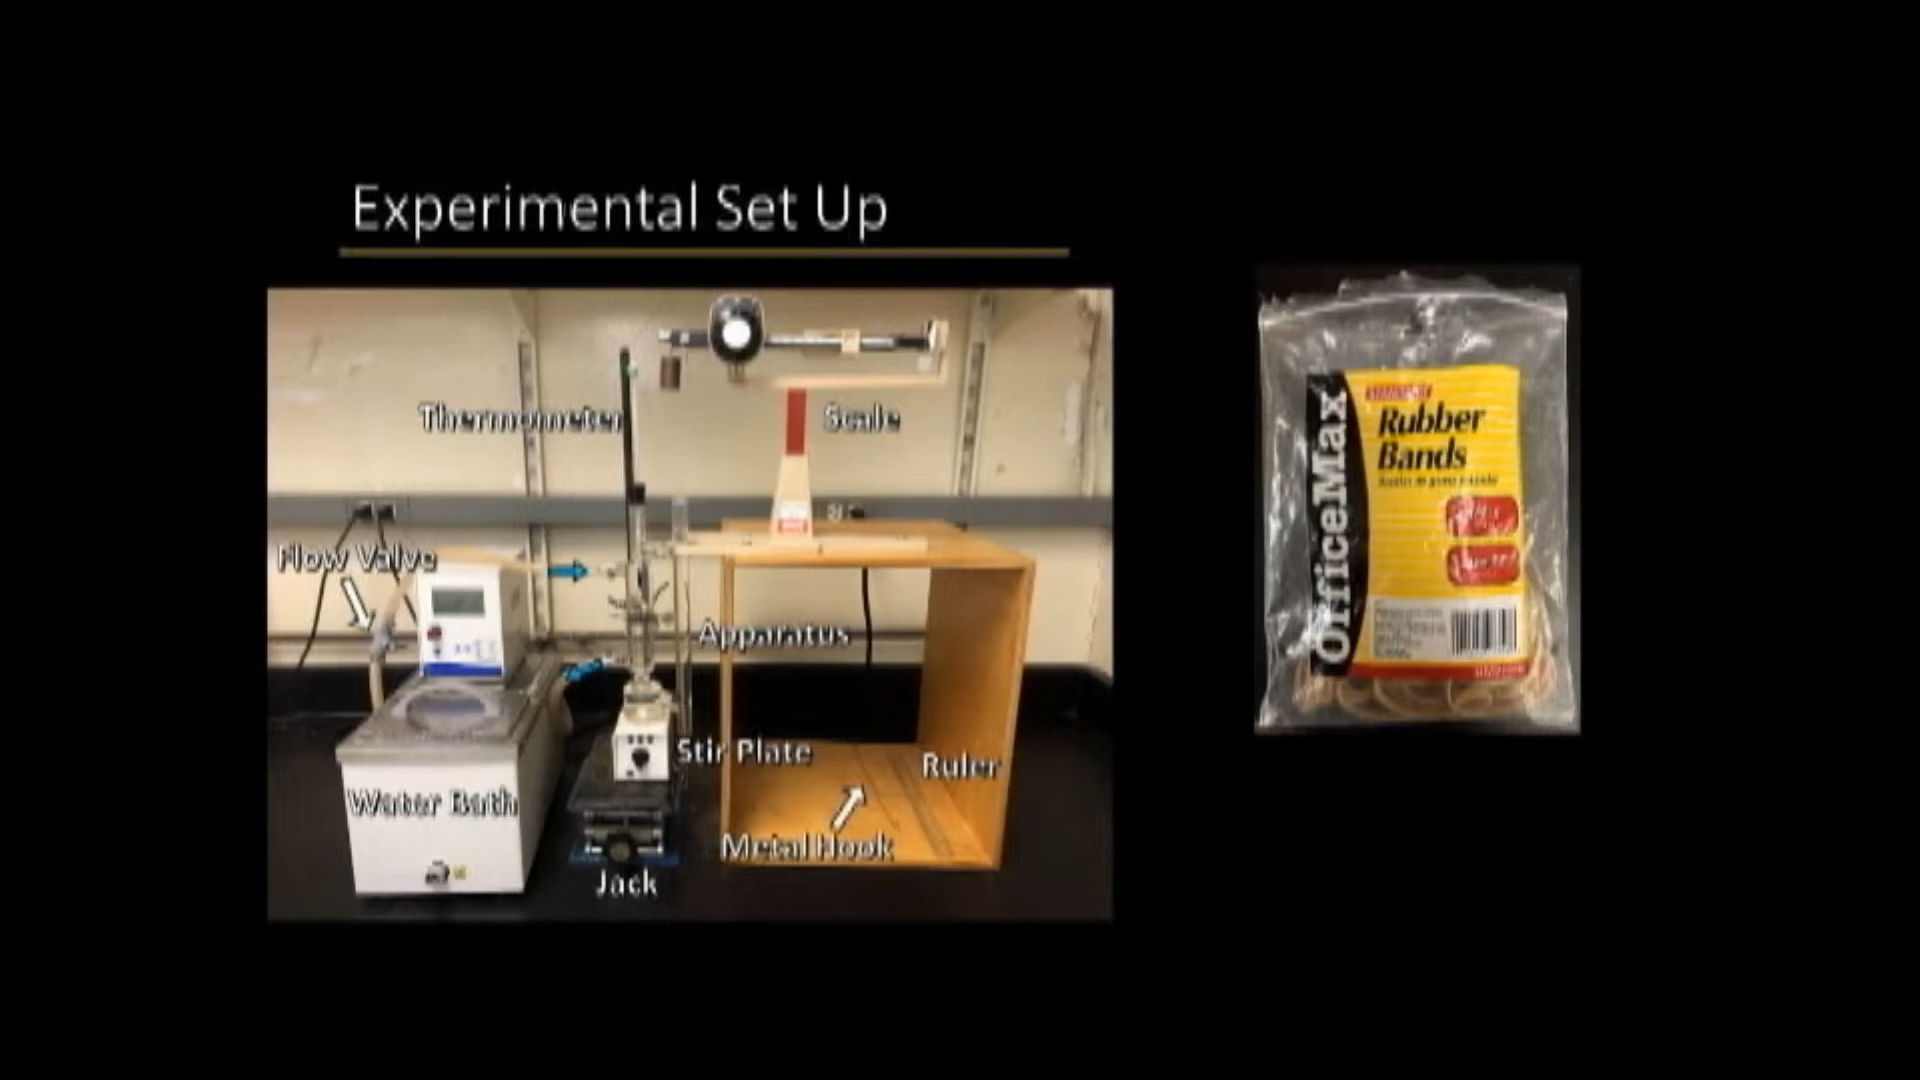 Experimental Set Up
Thermometer
Scale
Flow Valve
Apparatus
Stir Plate
Ruler
Water Bath
Metal Hook
Jack
OfficeMax
Rubber
Bands